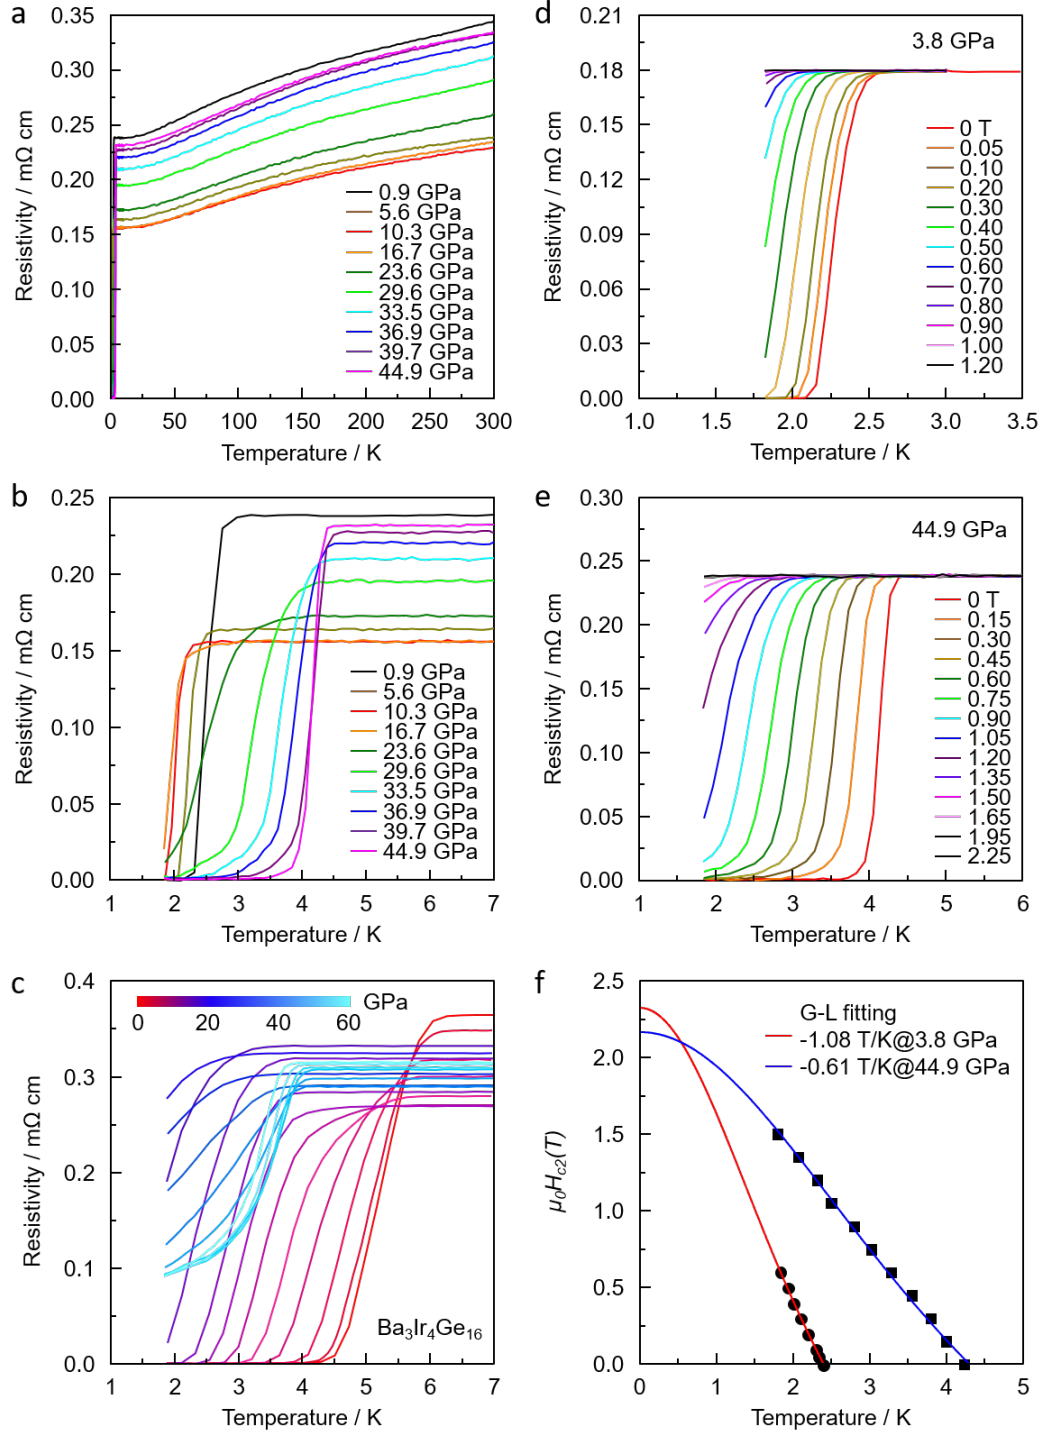 a
0.35
0.30
0.25
0.20
0.15
0.10
0.05
0.00
Resistivity / mΩ cm
0.9 GPa
5.6 GPa
10.3 GPa
16.7 GPa
23.6 GPa
29.6 GPa
33.5 GPa
36.9 GPa
39.7 GPa
44.9 GPa
0 50 100 150 200 250 300
Temperature / K
d
0.21
0.18
0.15
0.12
0.09
0.06
0.03
0.00
Resistivity / mΩ cm
3.8 GPa
0 T
0.05
0.10
0.20
0.30
0.40
0.50
0.60
0.70
0.80
0.90
1.00
1.20
1.0 1.5 2.0 2.5 3.0 3.5
Temperature / K
b
0.25
0.20
0.15
0.10
0.05
0.00
Resistivity / mΩ cm
0.9 GPa
5.6 GPa
10.3 GPa
16.7 GPa
23.6 GPa
29.6 GPa
33.5 GPa
36.9 GPa
39.7 GPa
44.9 GPa
1 2 3 4 5 6 7
Temperature / K
e
0.30
0.25
0.20
0.15
0.10
0.05
0.00
Resistivity / mΩ cm
44.9 GPa
0 T
0.15
0.30
0.45
0.60
0.75
0.90
1.05
1.20
1.35
1.50
1.65
1.95
2.25
1 2 3 4 5 6
Temperature / K
c
0.4
0.3
0.2
0.1
0.0
Resistivity / mΩ cm
GPa
0 20 40 60
Ba₃Ir₄Ge₁₆
1 2 3 4 5 6 7
Temperature / K
f
2.5
2.0
1.5
1.0
0.5
0.0
μ₀H_c2(T)
G-L fitting
-1.08 T/K@3.8 GPa
-0.61 T/K@44.9 GPa
0 1 2 3 4 5
Temperature / K